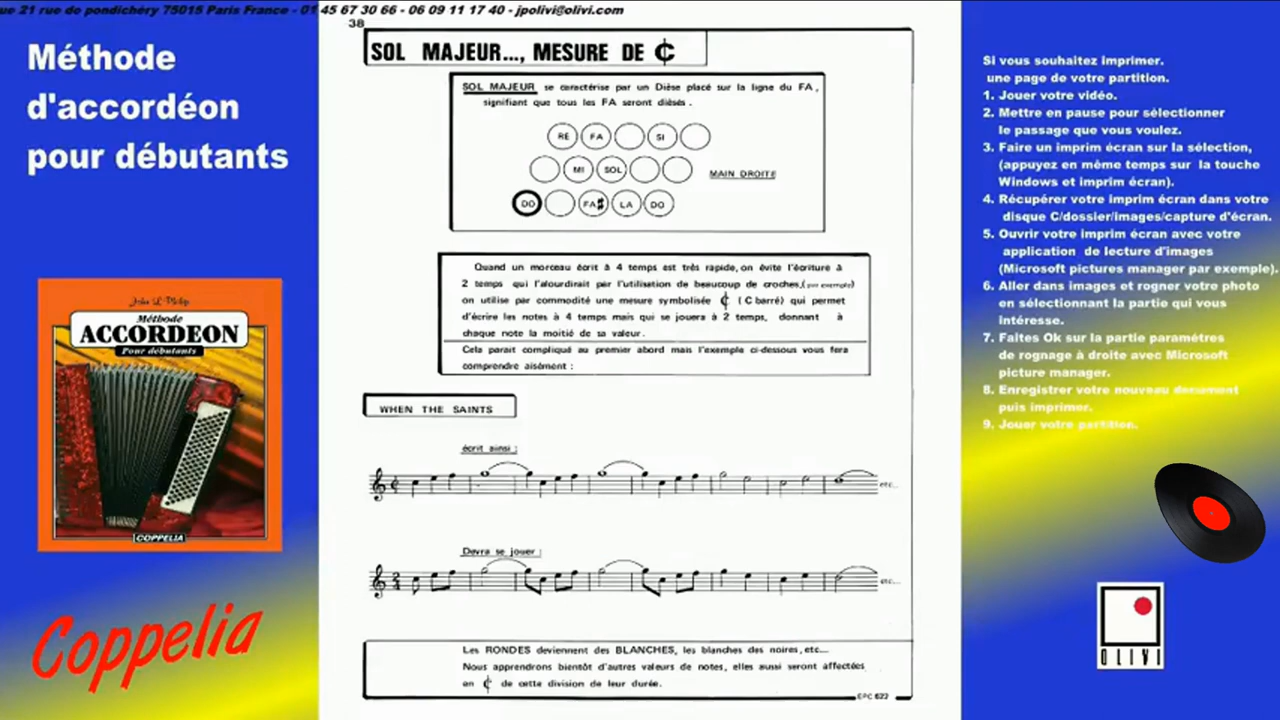 ue 21 rue de pondichéry 75015 Paris France - 01 45 67 30 66 - 06 09 11 17 40 - jpolivi@olivi.com
Méthode
d'accordéon
pour débutants
Méthode
ACCORDEON
Pour débutants
COPPELIA
Coppelia
38
SOL MAJEUR..., MESURE DE ¢
SOL MAJEUR se caractérise par un Dièse placé sur la ligne du FA,
signifiant que tous les FA seront dièsés.
RE FA SI
MI SOL
MAIN DROITE
DO FA# LA DO
Quand un morceau écrit à 4 temps est très rapide, on évite l'écriture à
2 temps qui l'alourdirait par l'utilisation de beaucoup de croches, (par exemple)
on utilise par commodité une mesure symbolisée ¢ (C barré) qui permet
d'écrire les notes à 4 temps mais qui se jouera à 2 temps, donnant à
chaque note la moitié de sa valeur.
Cela parait compliqué au premier abord mais l'exemple ci-dessous vous fera
comprendre aisèment :
WHEN THE SAINTS
écrit ainsi :
etc...
Devra se jouer :
2
4
etc...
Les RONDES deviennent des BLANCHES, les blanches des noires, etc...
Nous apprendrons bientôt d'autres valeurs de notes, elles aussi seront affectées
en ¢ de cette division de leur durée.
EPC 622
Si vous souhaitez imprimer.
une page de votre partition.
1. Jouer votre vidéo.
2. Mettre en pause pour sélectionner
le passage que vous voulez.
3. Faire un imprim écran sur la sélection,
(appuyez en même temps sur la touche
Windows et imprim écran).
4. Récupérer votre imprim écran dans votre
disque C/dossier/images/capture d'écran.
5. Ouvrir votre imprim écran avec votre
application de lecture d'images
(Microsoft pictures manager par exemple).
6. Aller dans images et rogner votre photo
en sélectionnant la partie qui vous
intéresse.
7. Faites Ok sur la partie paramètres
de rognage à droite avec Microsoft
picture manager.
8. Enregistrer votre nouveau document
puis imprimer.
9. Jouer votre partition.
OLIVI